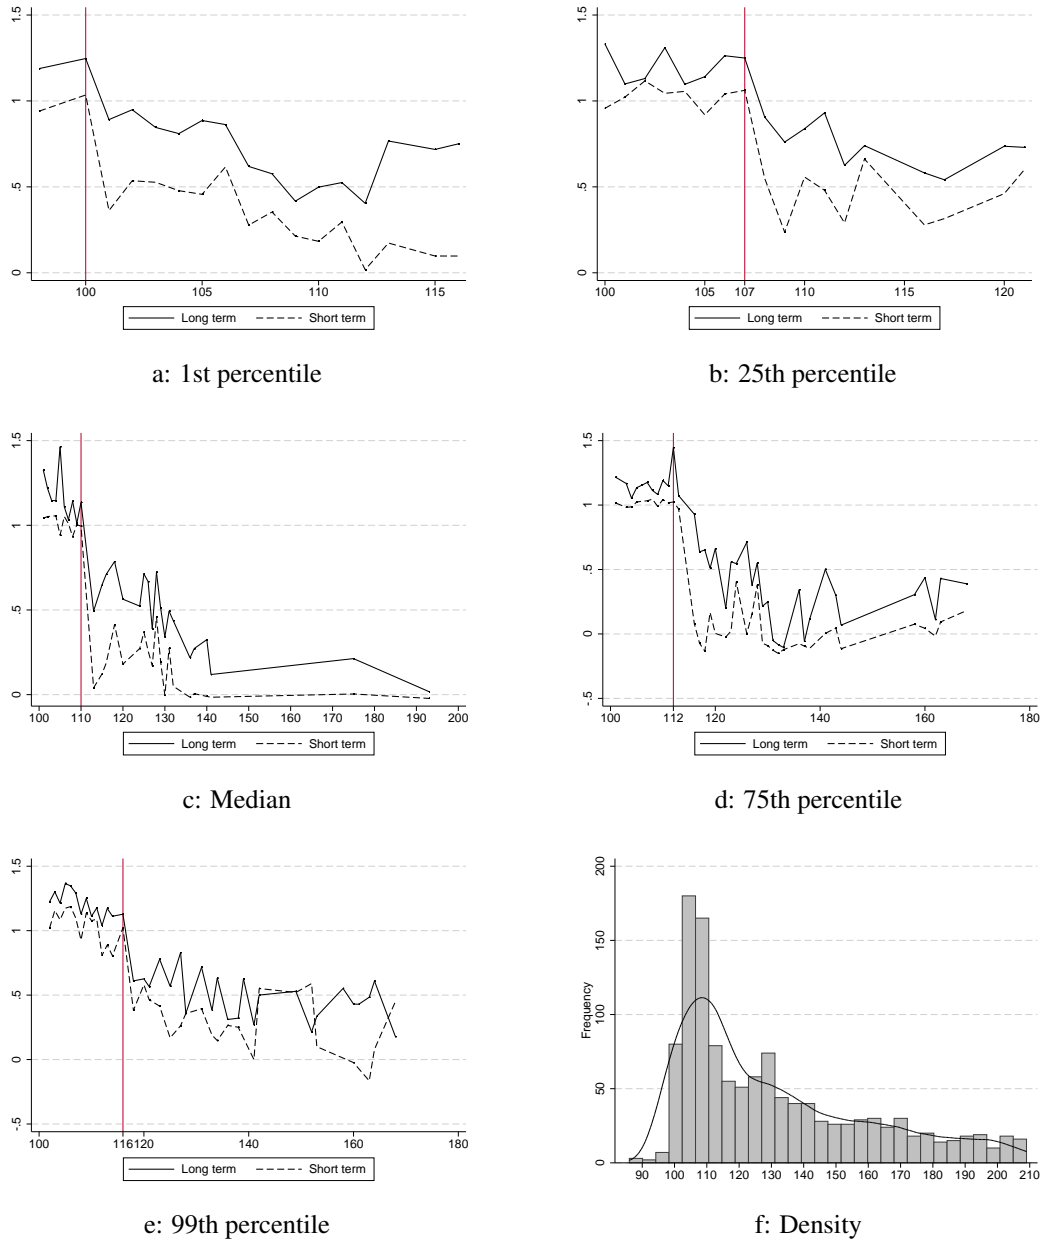 0 .5 1 1.5
100 105 110 115
Long term Short term
a: 1st percentile
0 .5 1 1.5
100 105 107 110 115 120
Long term Short term
b: 25th percentile
0 .5 1 1.5
100 110 120 130 140 150 160 170 180 190 200
Long term Short term
c: Median
-.5 0 .5 1 1.5
100 112 120 140 160 180
Long term Short term
d: 75th percentile
-.5 0 .5 1 1.5
100 116 120 140 160 180
Long term Short term
e: 99th percentile
Frequency
0 50 100 150 200
90 100 110 120 130 140 150 160 170 180 190 200 210
f: Density